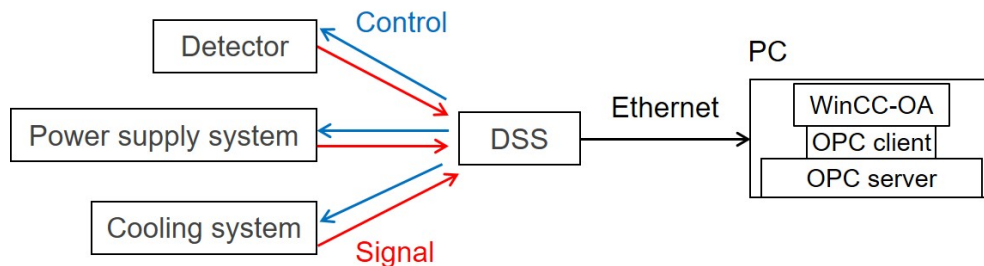 Control
Detector
PC
Ethernet
WinCC-OA
Power supply system
DSS
OPC client
OPC server
Cooling system
Signal